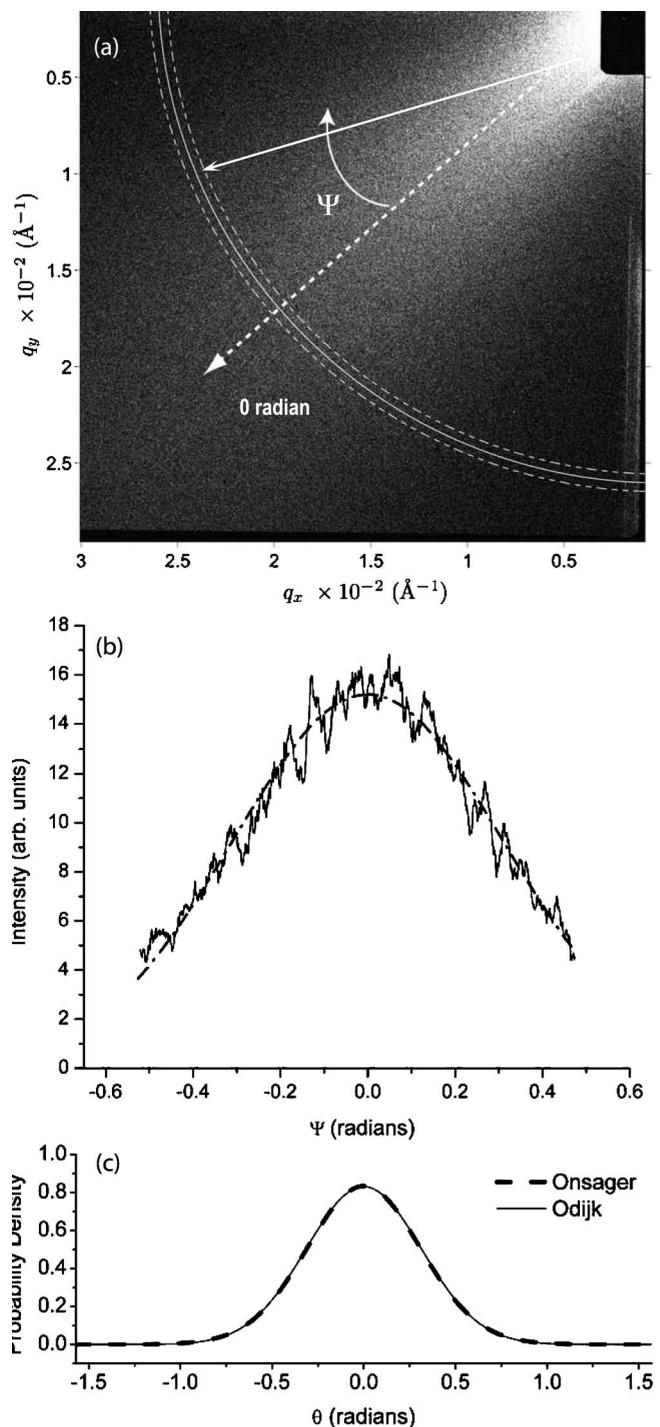 (a)
0.5
1
1.5
2
2.5
q_y × 10⁻² (Å⁻¹)
Ψ
0 radian
3 2.5 2 1.5 1 0.5
q_x × 10⁻² (Å⁻¹)
(b)
18
16
14
12
10
8
6
4
2
0
Intensity (arb. units)
-0.6 -0.4 -0.2 0.0 0.2 0.4 0.6
Ψ (radians)
(c)
1.0
0.8
0.6
0.4
0.2
0.0
Probability Density
Onsager
Odijk
-1.5 -1.0 -0.5 0.0 0.5 1.0 1.5
θ (radians)